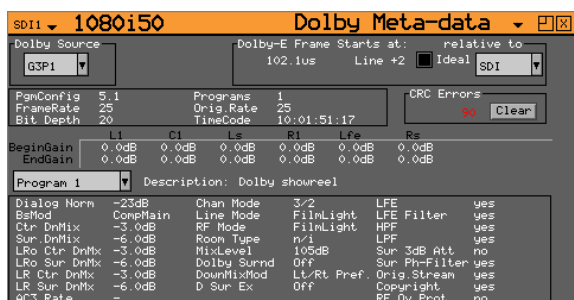 SDI1 1080i50 Dolby Meta-data
Dolby Source Dolby-E Frame Starts at: relative to
G3P1 102.1us Line +2 Ideal SDI
PgmConfig 5.1 Programs 1 CRC Errors
FrameRate 25 Orig.Rate 25 90 Clear
Bit Depth 20 TimeCode 10:01:51:17
L1 C1 Ls R1 Lfe Rs
BeginGain 0.0dB 0.0dB 0.0dB 0.0dB 0.0dB 0.0dB
EndGain 0.0dB 0.0dB 0.0dB 0.0dB 0.0dB 0.0dB
Program 1 Description: Dolby showreel
Dialog Norm -23dB Chan Mode 3/2 LFE yes
BsMod CompMain Line Mode FilmLight LFE Filter yes
Ctr DnMix -3.0dB RF Mode FilmLight HPF yes
Sur.DnMix -6.0dB Room Type n/i LPF yes
LRo Ctr DnMx -3.0dB MixLevel 105dB Sur 3dB Att no
LRo Sur DnMx -6.0dB Dolby Surnd Off Sur Ph-Filter yes
LR Ctr DnMx -3.0dB DownMixMod Lt/Rt Pref. Orig.Stream yes
LR Sur DnMx -6.0dB D Sur Ex Off Copyright yes
AC3 Rate - RF Ov Prot no